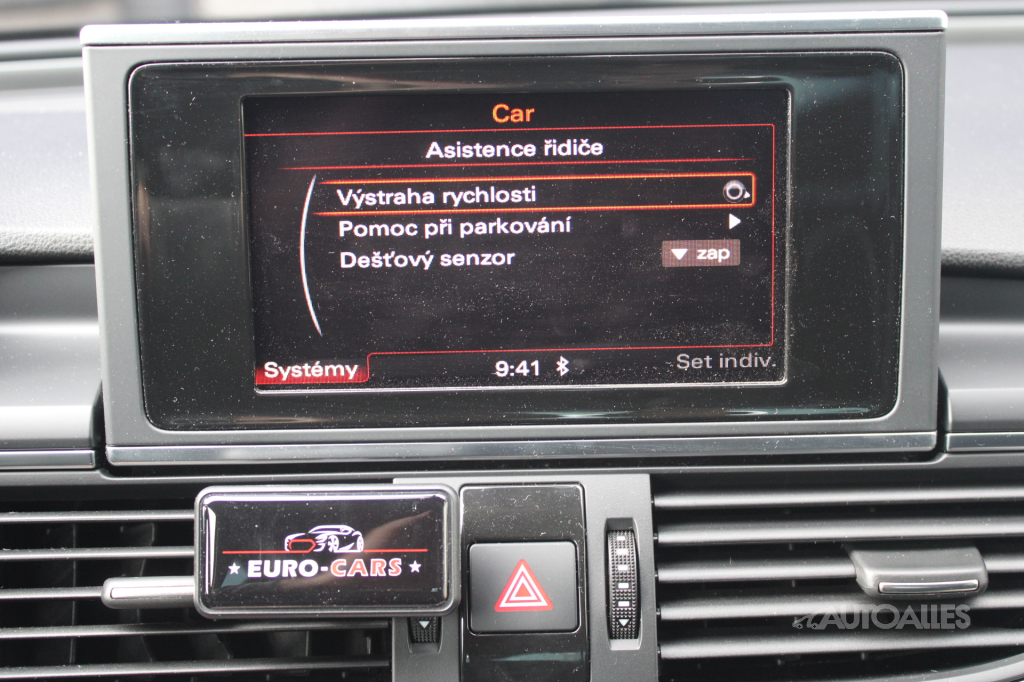 Car
Asistence řidiče
Výstraha rychlosti
Pomoc při parkování
Dešťový senzor
zap
Systémy
9:41
Set indiv.
EURO-CARS
AUTOALLES